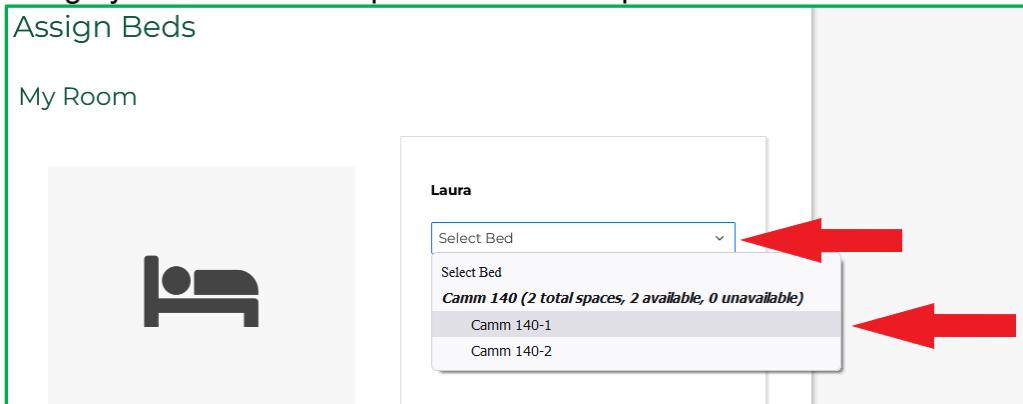 Assign Beds
My Room
Laura
Select Bed
Select Bed
Camm 140 (2 total spaces, 2 available, 0 unavailable)
Camm 140-1
Camm 140-2